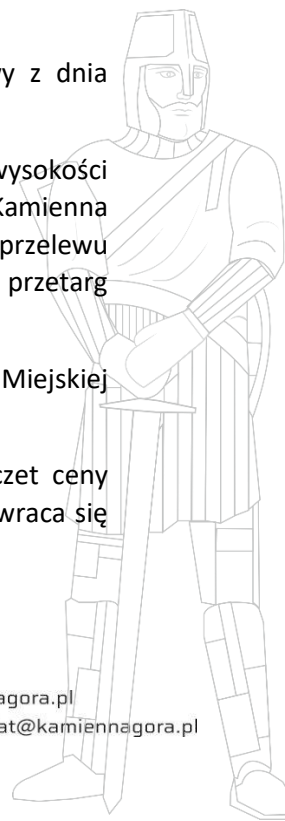 y z dnia
wysokości
Kamienna
przelewu
przetarg
Miejskiej
czet ceny
wraca się
agora.pl
at@kamiennagora.pl